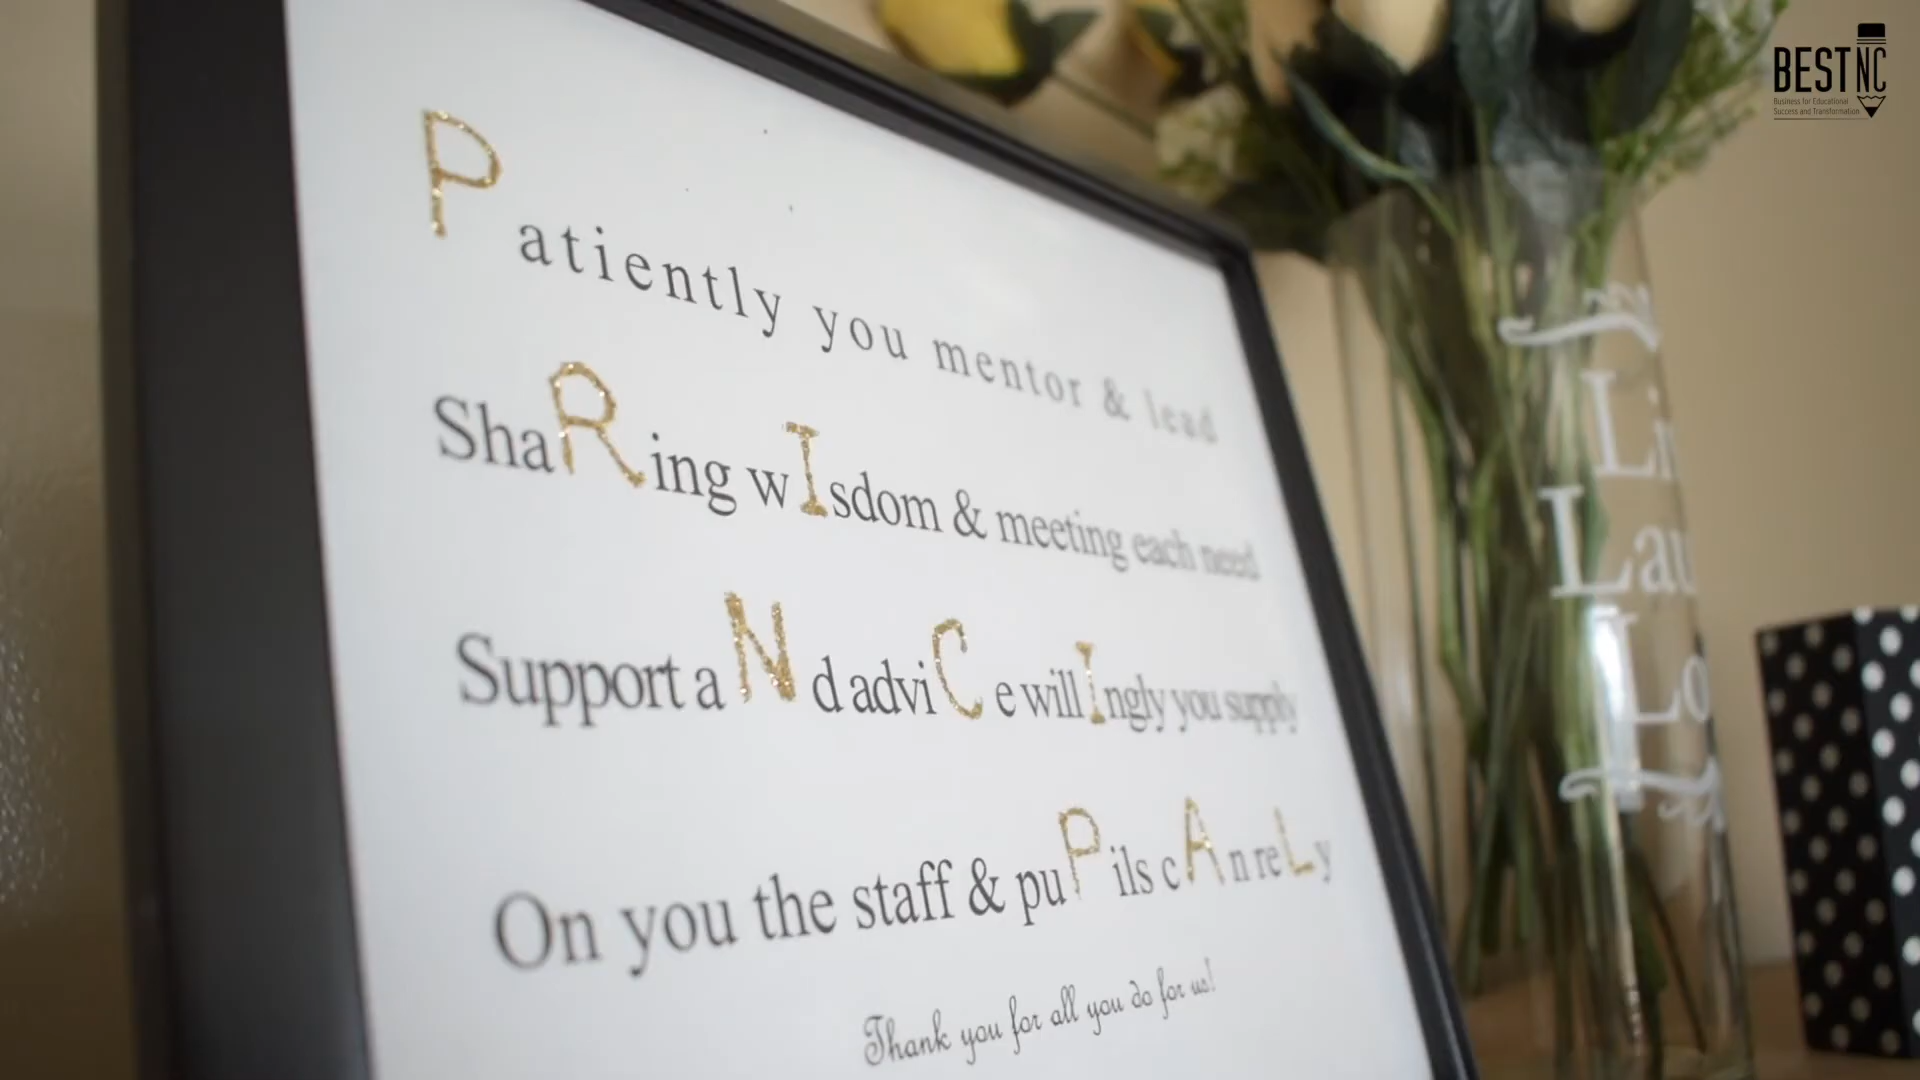 Patiently you mentor & lead
ShaRing wIsdom & meeting each need
Support aNd adviCe willIngly you supply
On you the staff & puPils cAn reLy
Thank you for all you do for us!
BEST NC
Business for Educational
Success and Transformation